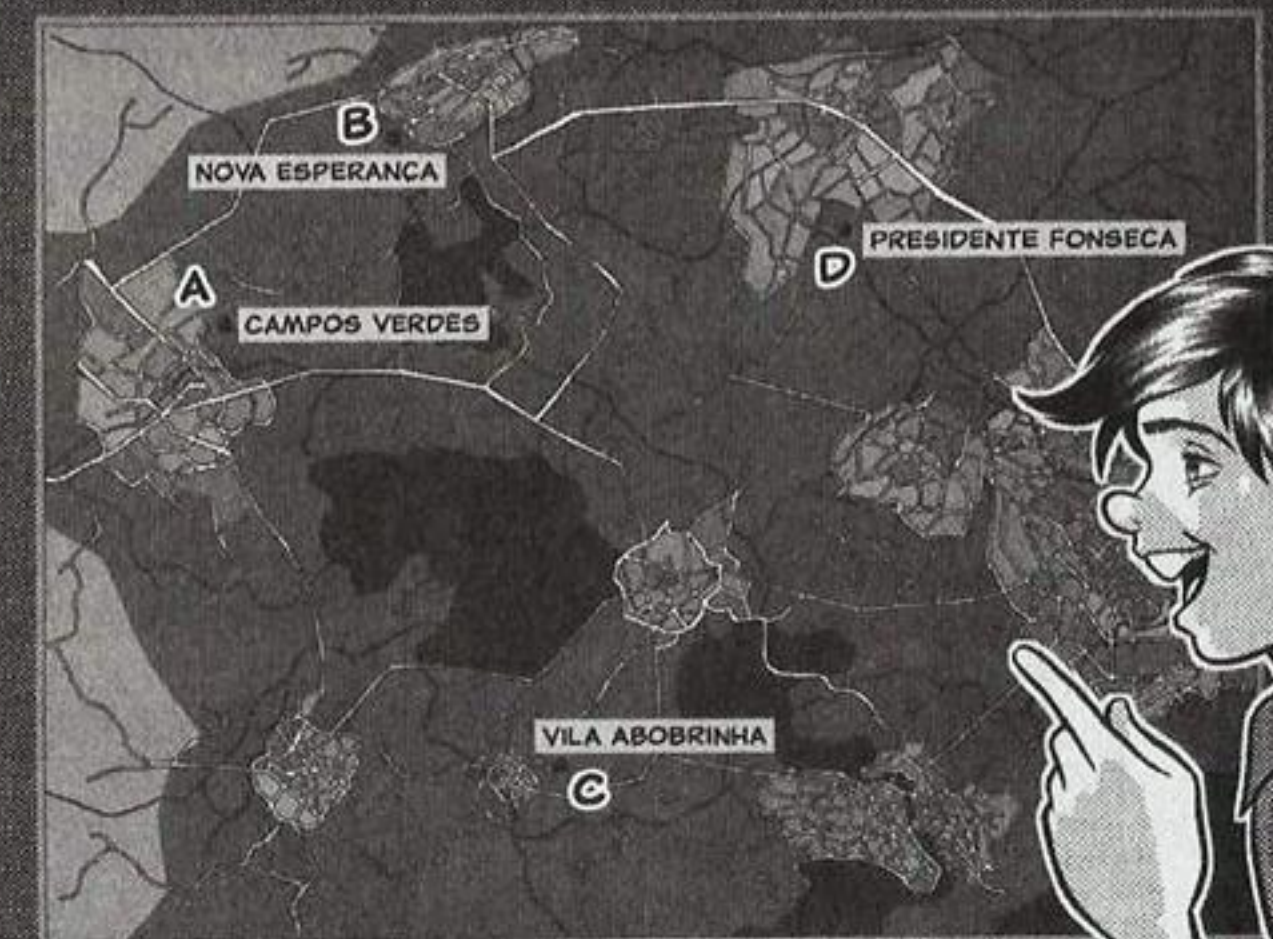 B
NOVA ESPERANÇA
PRESIDENTE FONSECA
D
A
CAMPOS VERDES
VILA ABOBRINHA
C